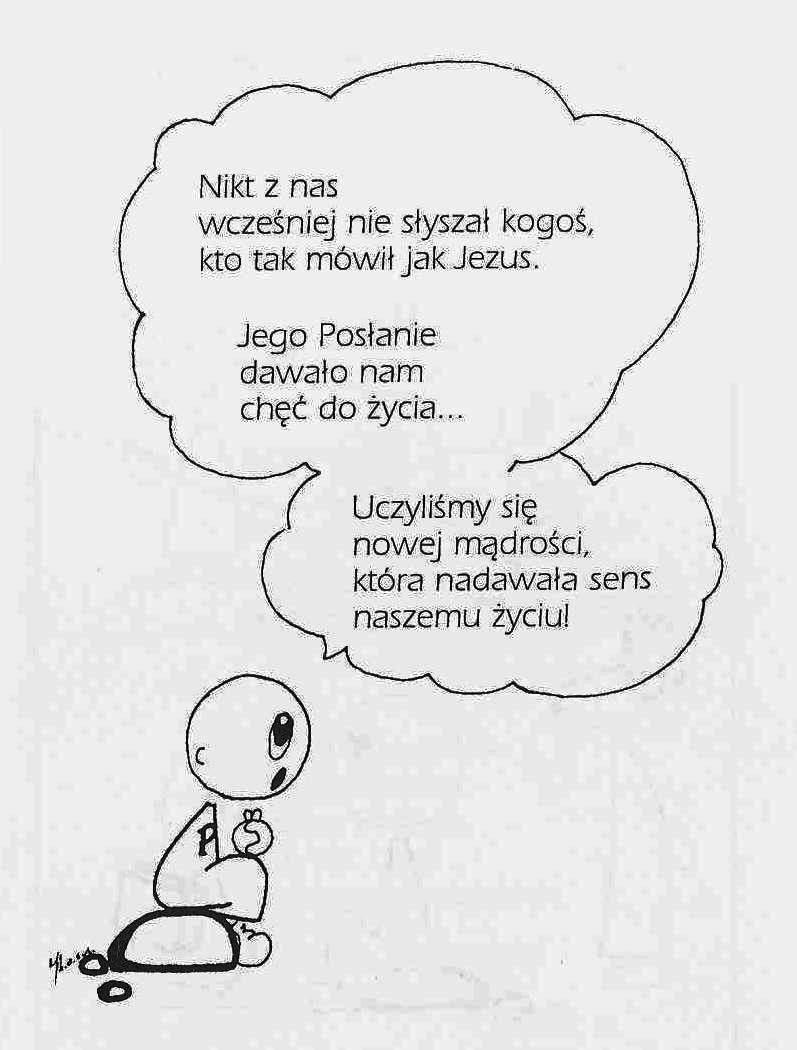 Nikt z nas
wcześniej nie słyszał kogoś,
kto tak mówił jak Jezus.
Jego Posłanie
dawało nam
chęć do życia...
Uczyliśmy się
nowej mądrości,
która nadawała sens
naszemu życiu!
P